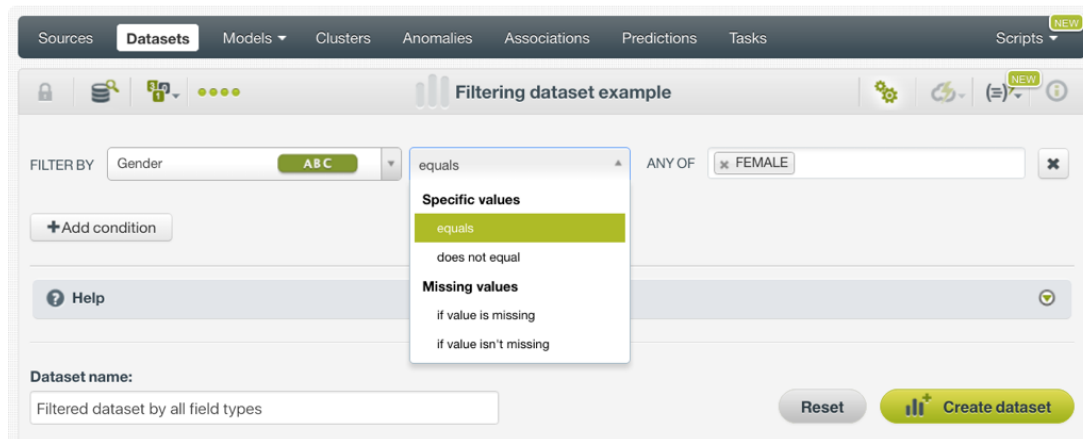 NEW
Sources Datasets Models Clusters Anomalies Associations Predictions Tasks Scripts
Filtering dataset example NEW
FILTER BY Gender ABC equals ANY OF FEMALE
Specific values
equals
+Add condition
does not equal
Missing values
Help
if value is missing
if value isn't missing
Dataset name:
Filtered dataset by all field types Reset Create dataset